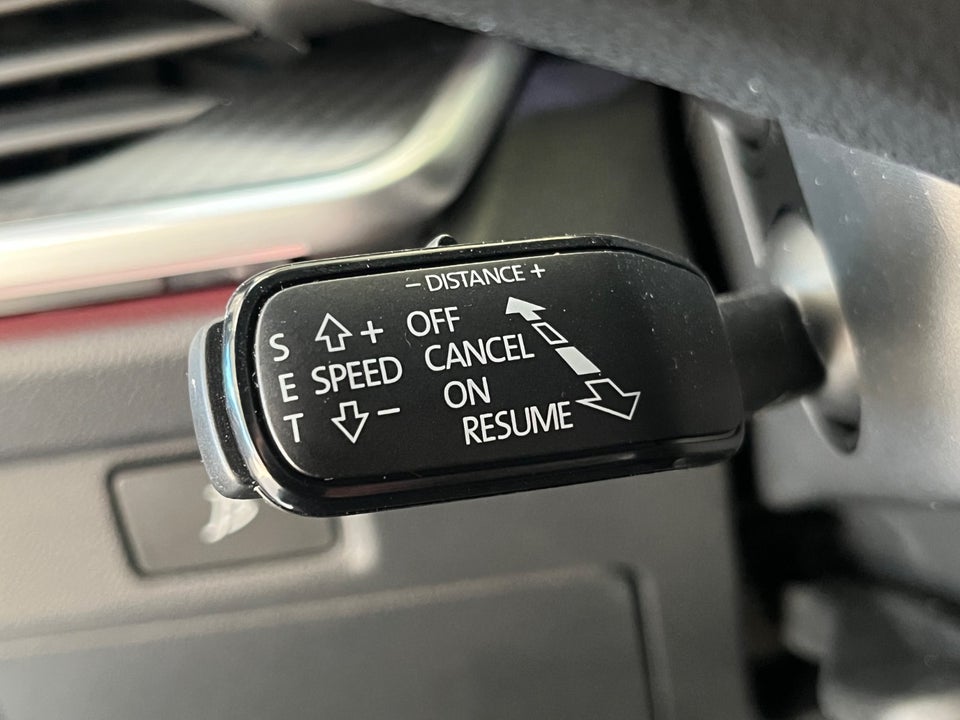 − DISTANCE +
S E T
+
SPEED
−
OFF
CANCEL
ON
RESUME